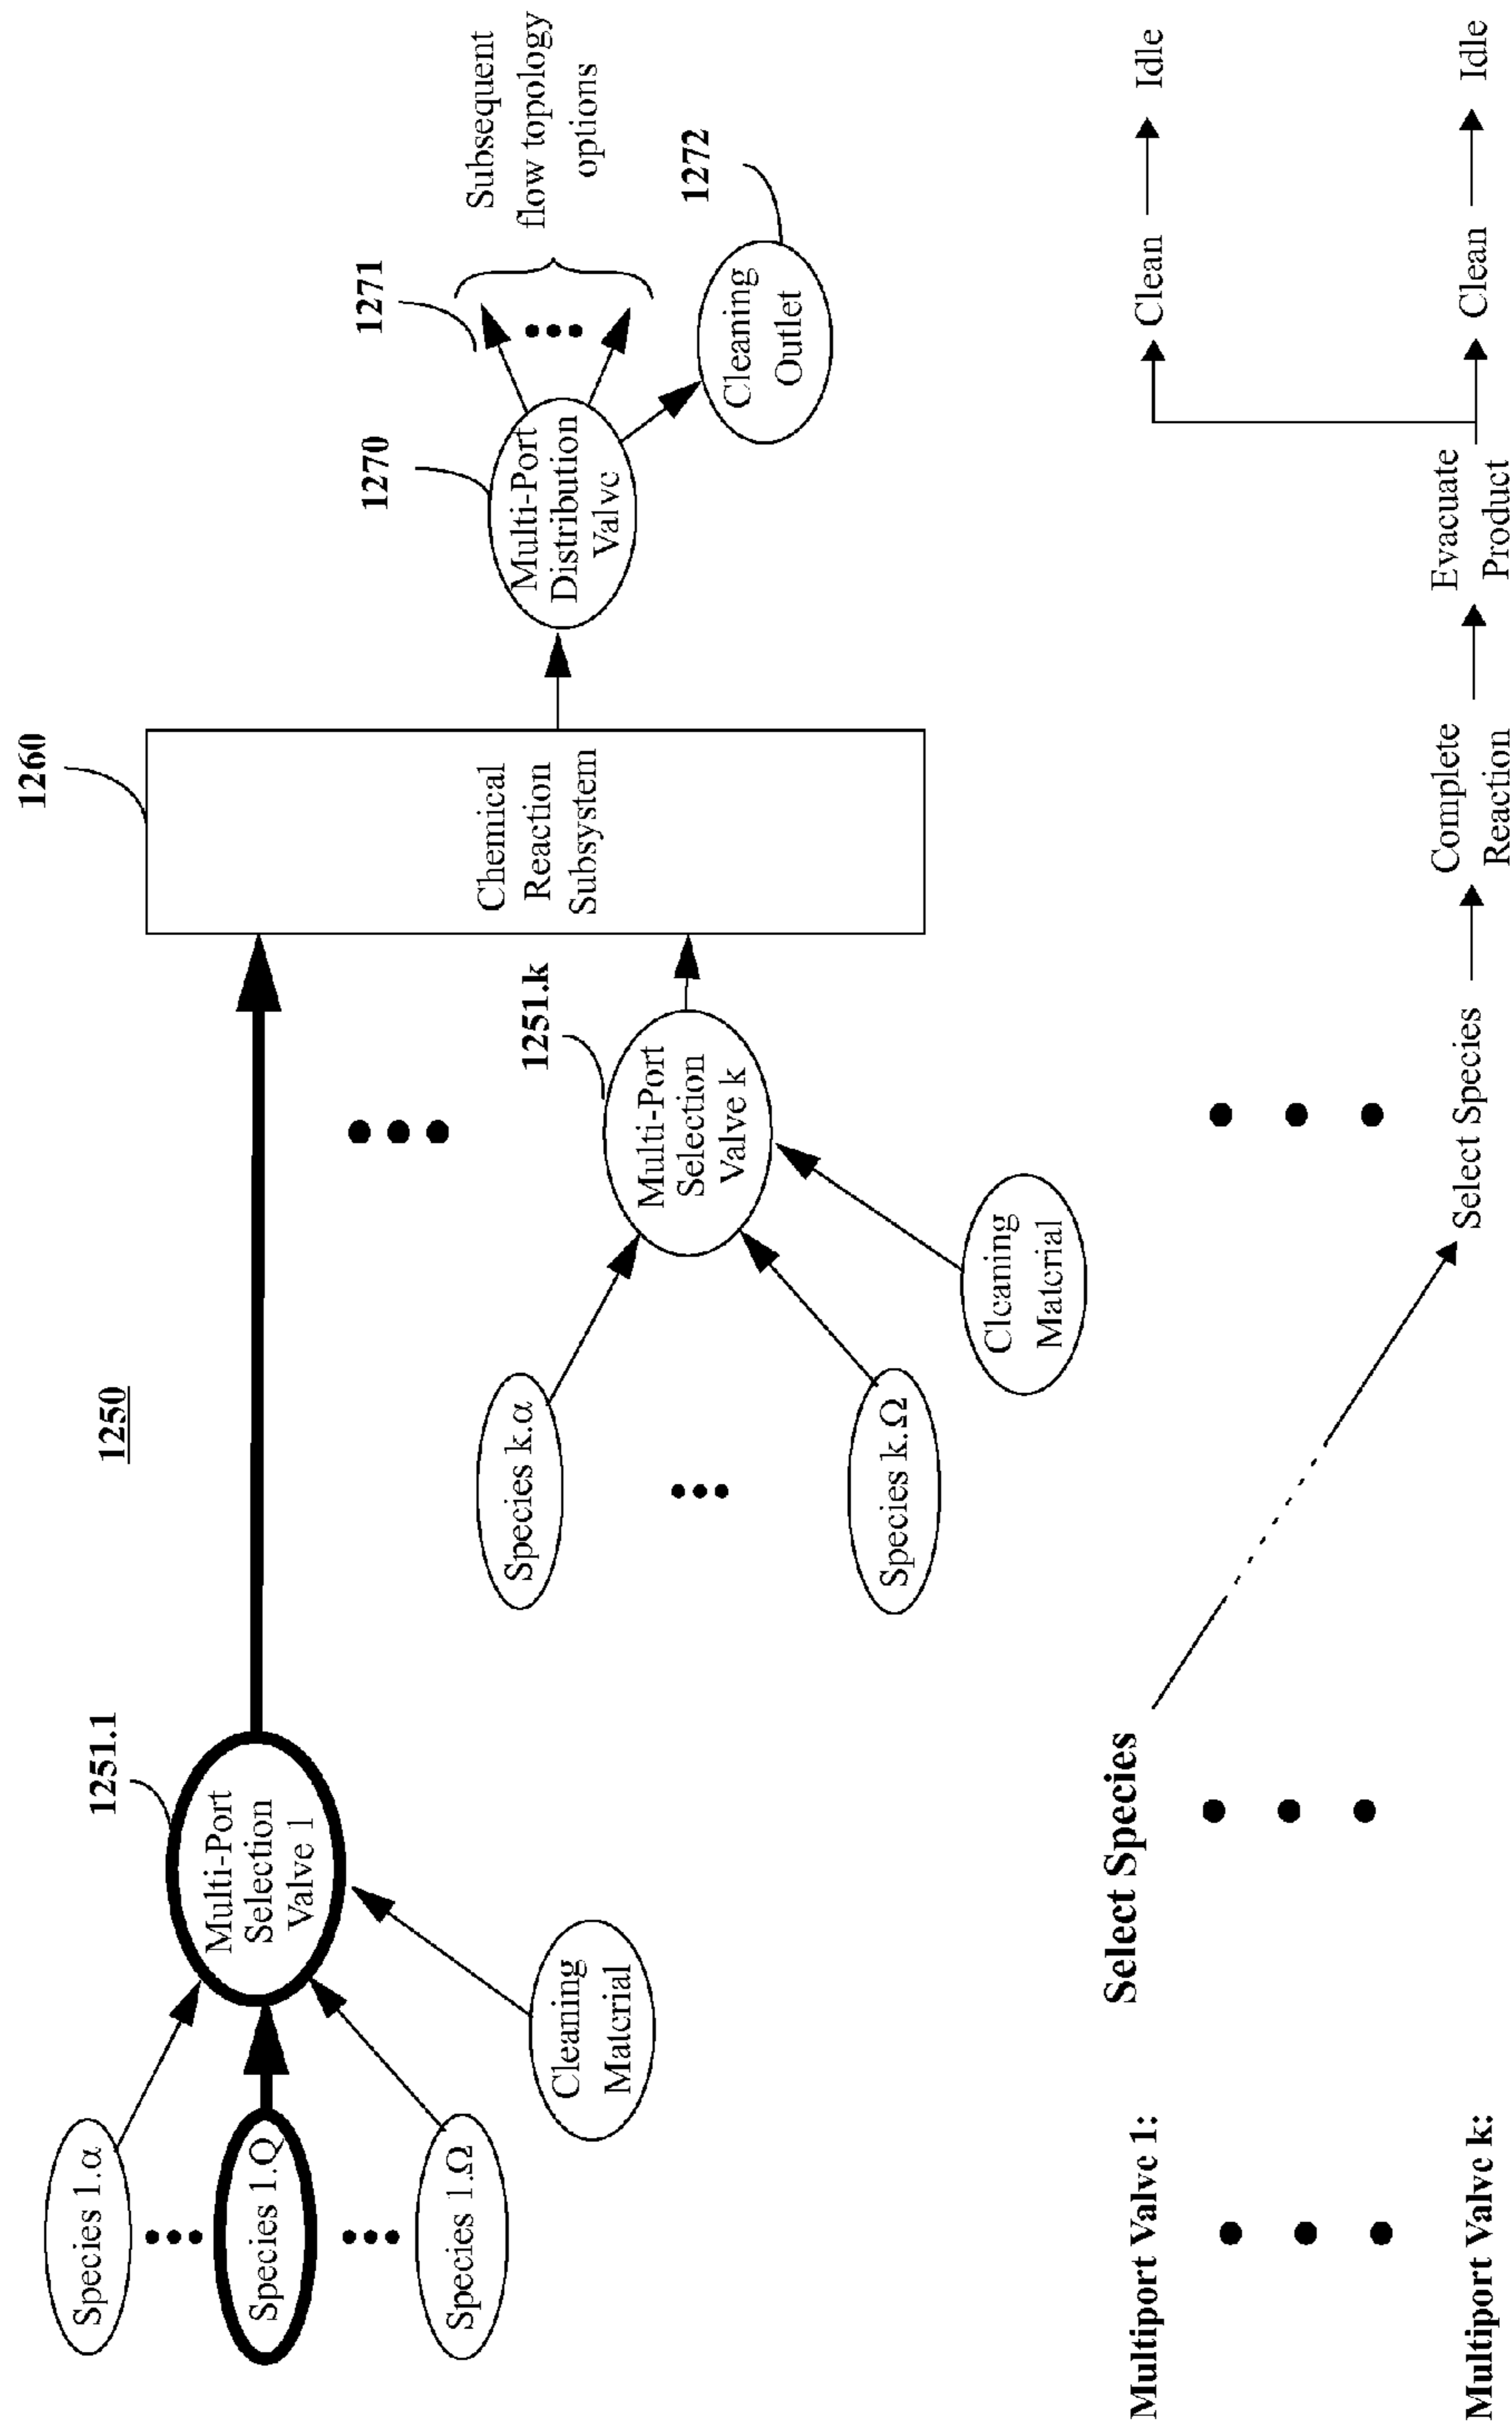 1250
1251.1
Species 1.α
Species 1.Q
Species 1.Ω
Cleaning
Material
Multi-Port
Selection
Valve 1
Species k.α
Species k.Ω
Cleaning
Material
1251.k
Multi-Port
Selection
Valve k
1260
Chemical
Reaction
Subsystem
1270
Multi-Port
Distribution
Valve
1271
Subsequent
flow topology
options
1272
Cleaning
Outlet
Multiport Valve 1:
Select Species
Clean
Idle
Multiport Valve k:
Select Species
Complete
Reaction
Evacuate
Product
Clean
Idle